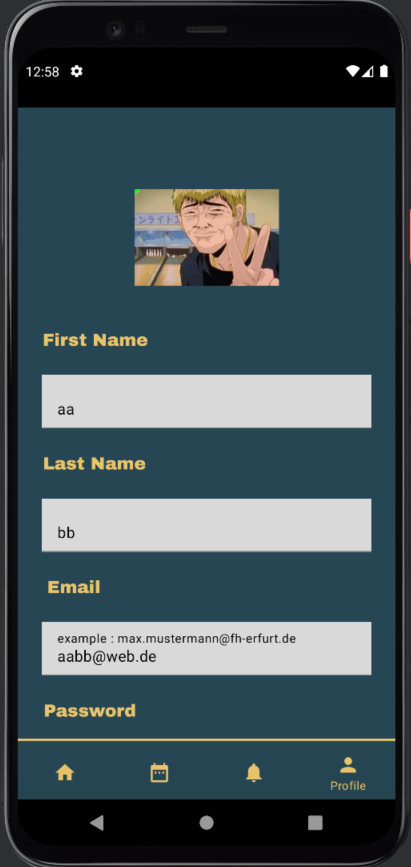 12:58
ンライト
First Name
aa
Last Name
bb
Email
example : max.mustermann@fh-erfurt.de
aabb@web.de
Password
Profile